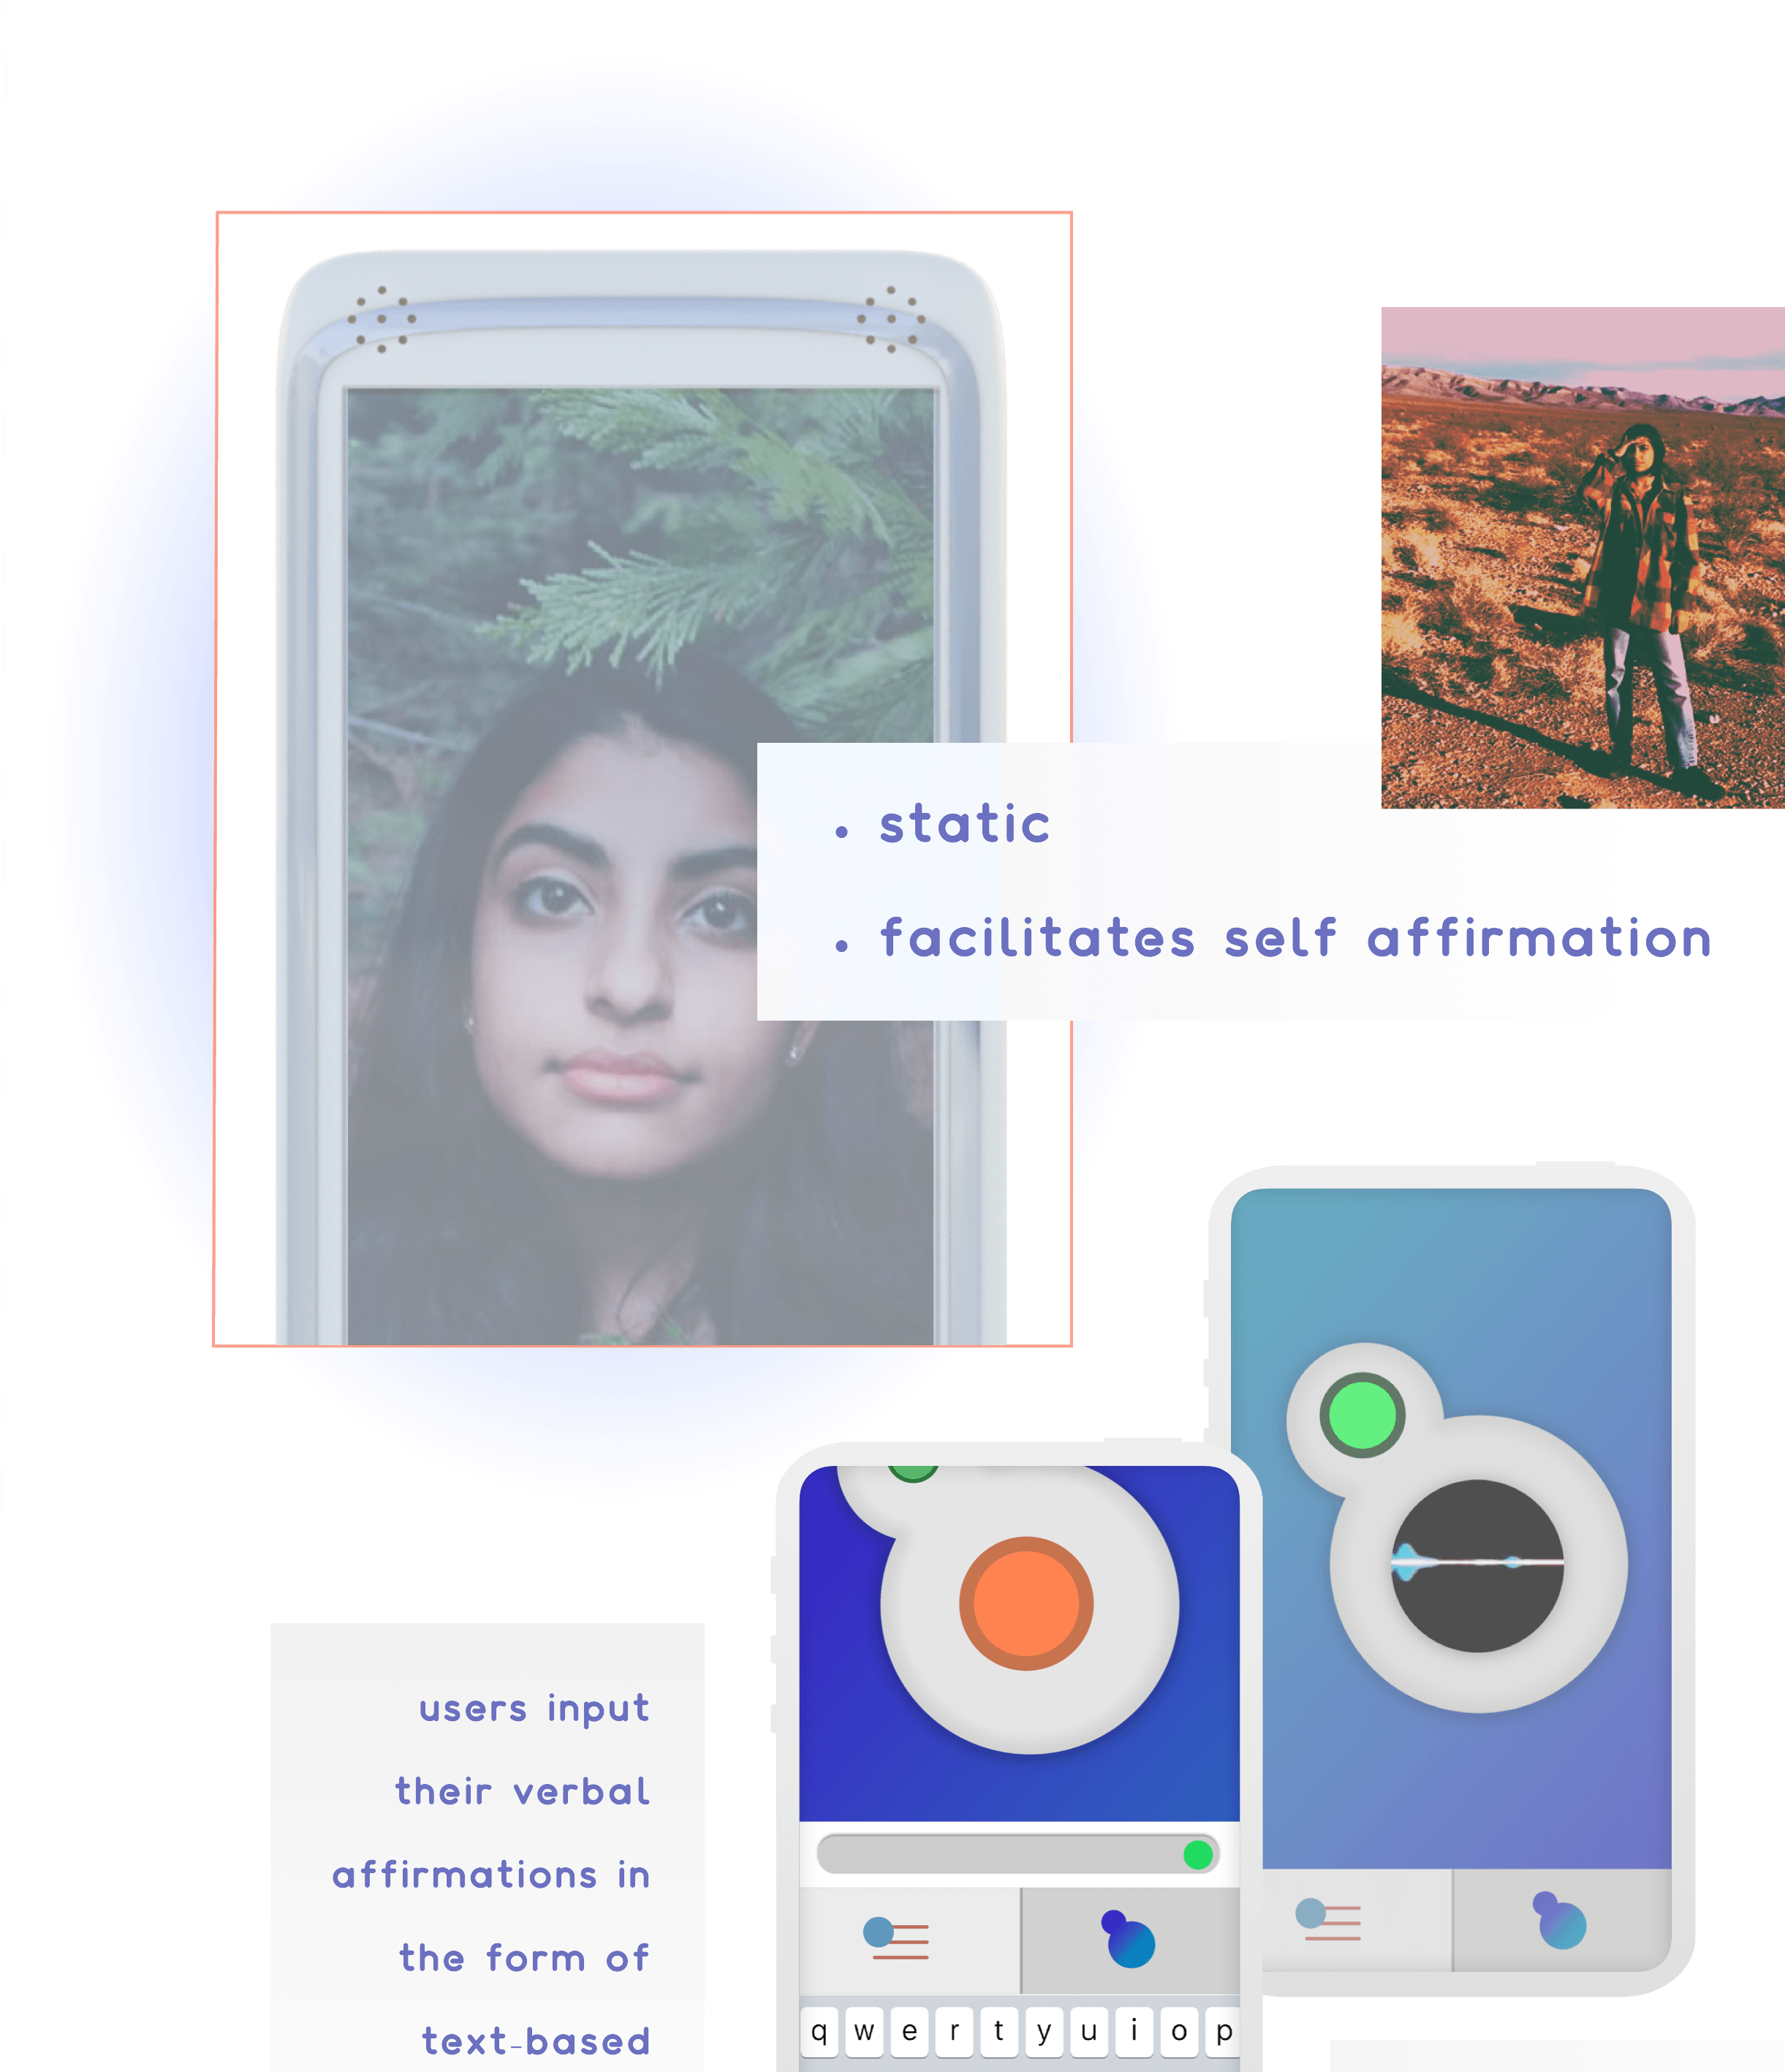 • static
• facilitates self affirmation
users input
their verbal
affirmations in
the form of
text-based
q w e r t y u i o p